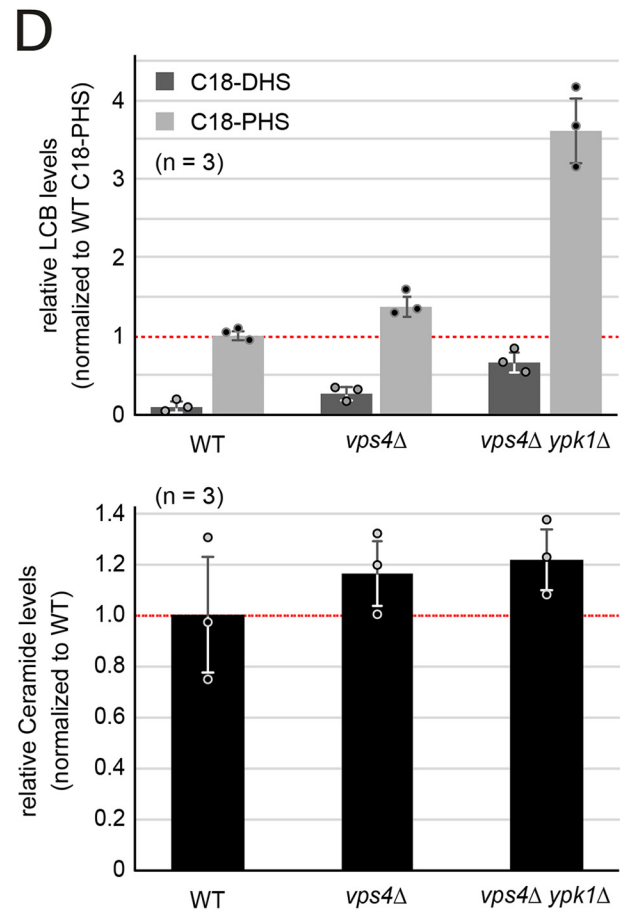 D
relative LCB levels
(normalized to WT C18-PHS)
C18-DHS
C18-PHS
(n = 3)
4
3
2
1
0
WT
vps4Δ
vps4Δ ypk1Δ
relative Ceramide levels
(normalized to WT)
(n = 3)
1.4
1.2
1.0
0.8
0.6
0.4
0.2
0
WT
vps4Δ
vps4Δ ypk1Δ